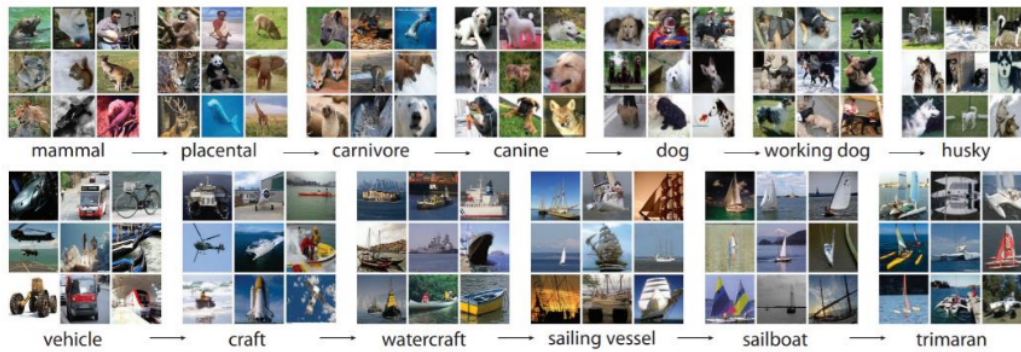 mammal → placental → carnivore → canine → dog → working dog → husky
vehicle → craft → watercraft → sailing vessel → sailboat → trimaran